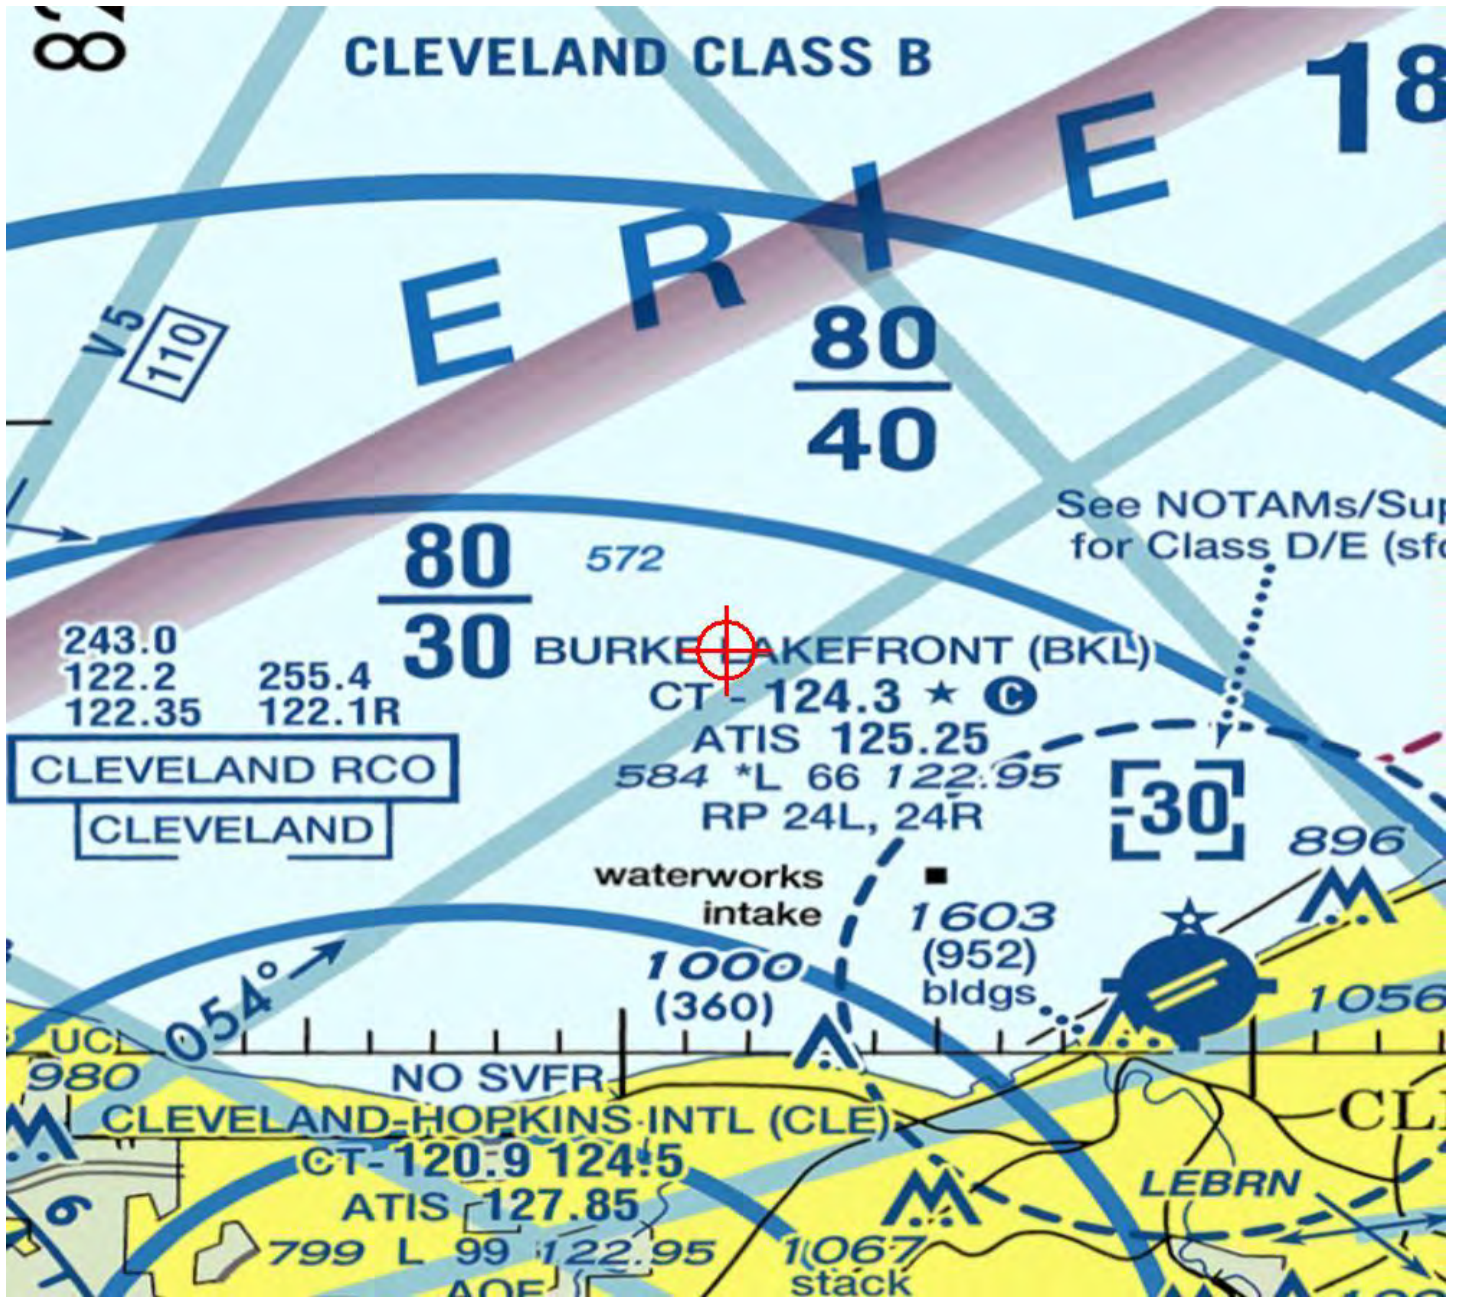 CLEVELAND CLASS B
18
E R I E
V 5
110
80
40
See NOTAMs/Sup
for Class D/E (sfc
80
30
572
243.0
122.2 255.4
122.35 122.1R
CLEVELAND RCO
CLEVELAND
BURKE LAKEFRONT (BKL)
CT - 124.3 ★ C
ATIS 125.25
584 *L 66 122.95
RP 24L, 24R
-30
896
waterworks
intake
1603
(952)
bldgs
1000
(360)
054°
1056
UC
980
NO SVFR
CLEVELAND-HOPKINS INTL (CLE)
CT - 120.9 124.5
ATIS 127.85
799 L 99 122.95
1067
stack
LEBRN